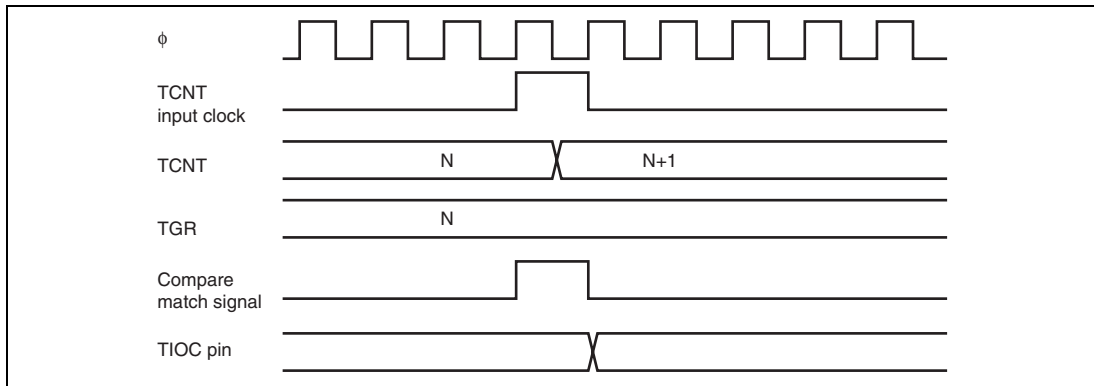 ϕ
TCNT
input clock
TCNT N N+1
TGR N
Compare
match signal
TIOC pin